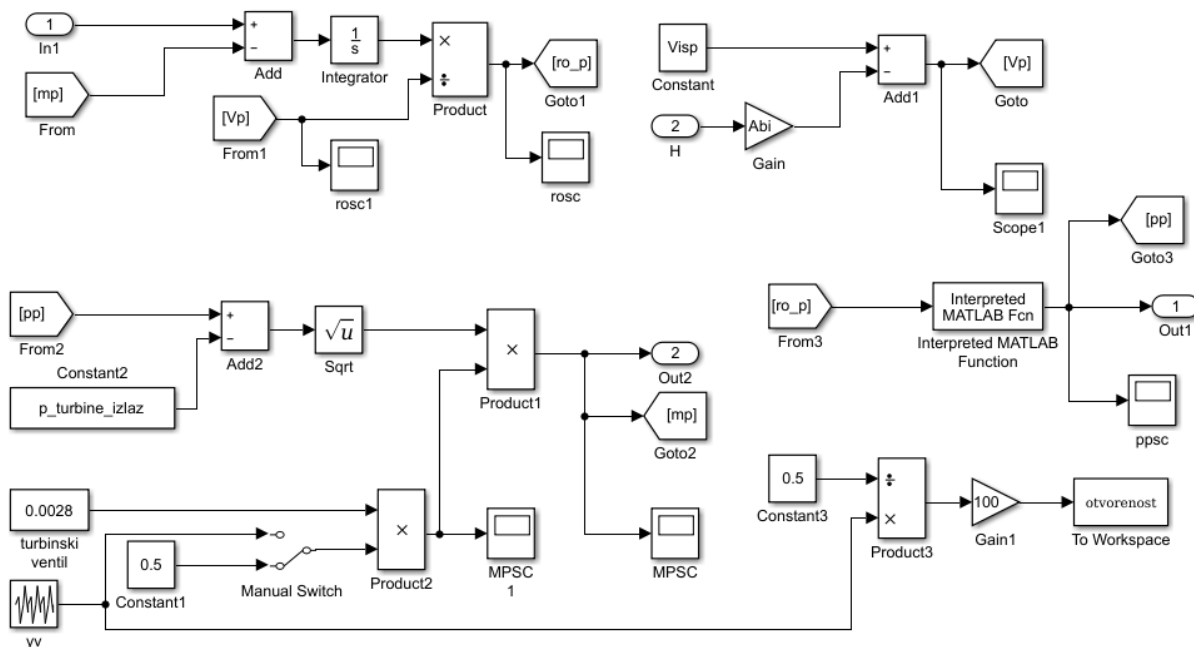 1
In1
+
−
Add
[mp]
From
1
s
Integrator
×
÷
Product
[ro_p]
Goto1
[Vp]
From1
rosc1
rosc
Visp
Constant
2
H
Abi
Gain
+
−
Add1
[Vp]
Goto
Scope1
[pp]
From2
Constant2
p_turbine_izlaz
+
−
Add2
√u
Sqrt
×
Product1
2
Out2
[mp]
Goto2
MPSC
0.0028
turbinski
ventil
0.5
Constant1
Manual Switch
×
Product2
MPSC
1
yv
[ro_p]
From3
Interpreted
MATLAB Fcn
Interpreted MATLAB
Function
[pp]
Goto3
1
Out1
ppsc
0.5
Constant3
÷
×
Product3
100
Gain1
otvorenost
To Workspace